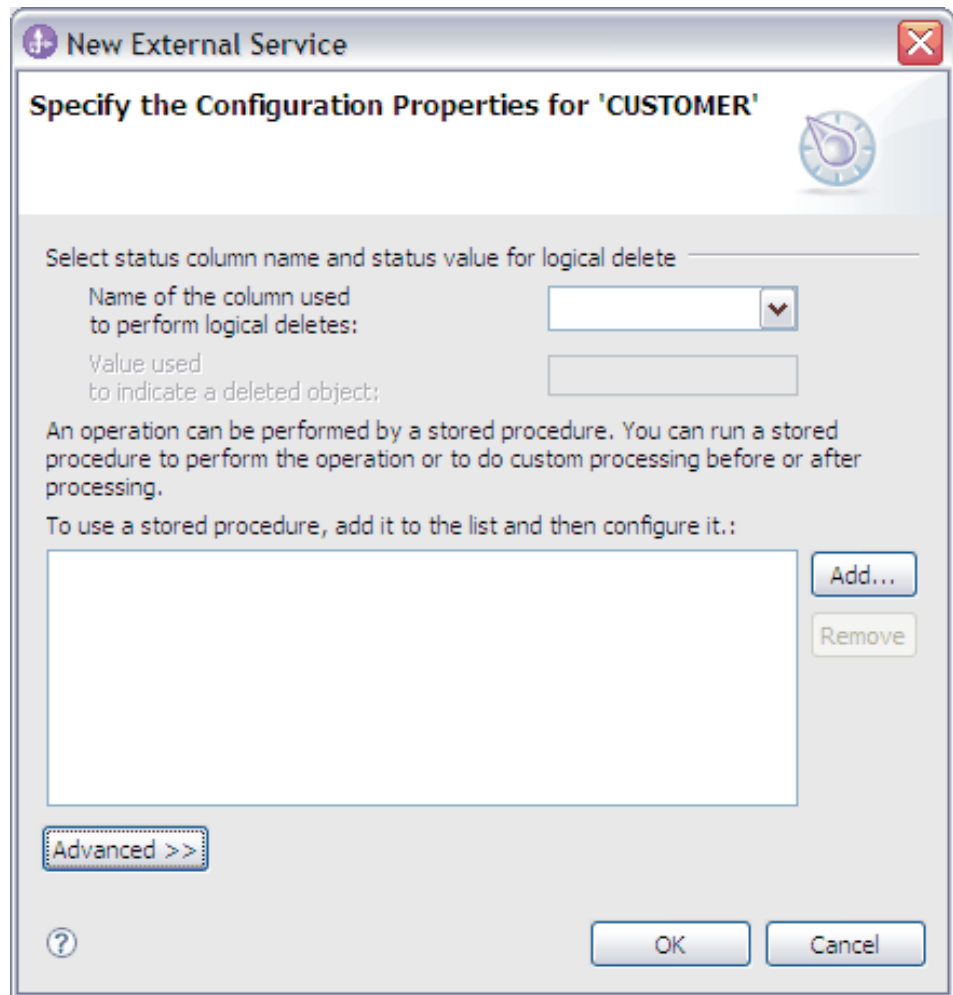 New External Service
Specify the Configuration Properties for 'CUSTOMER'
Select status column name and status value for logical delete
Name of the column used
to perform logical deletes:
Value used
to indicate a deleted object:
An operation can be performed by a stored procedure. You can run a stored
procedure to perform the operation or to do custom processing before or after
processing.
To use a stored procedure, add it to the list and then configure it.:
Add...
Remove
Advanced >>
?
OK
Cancel